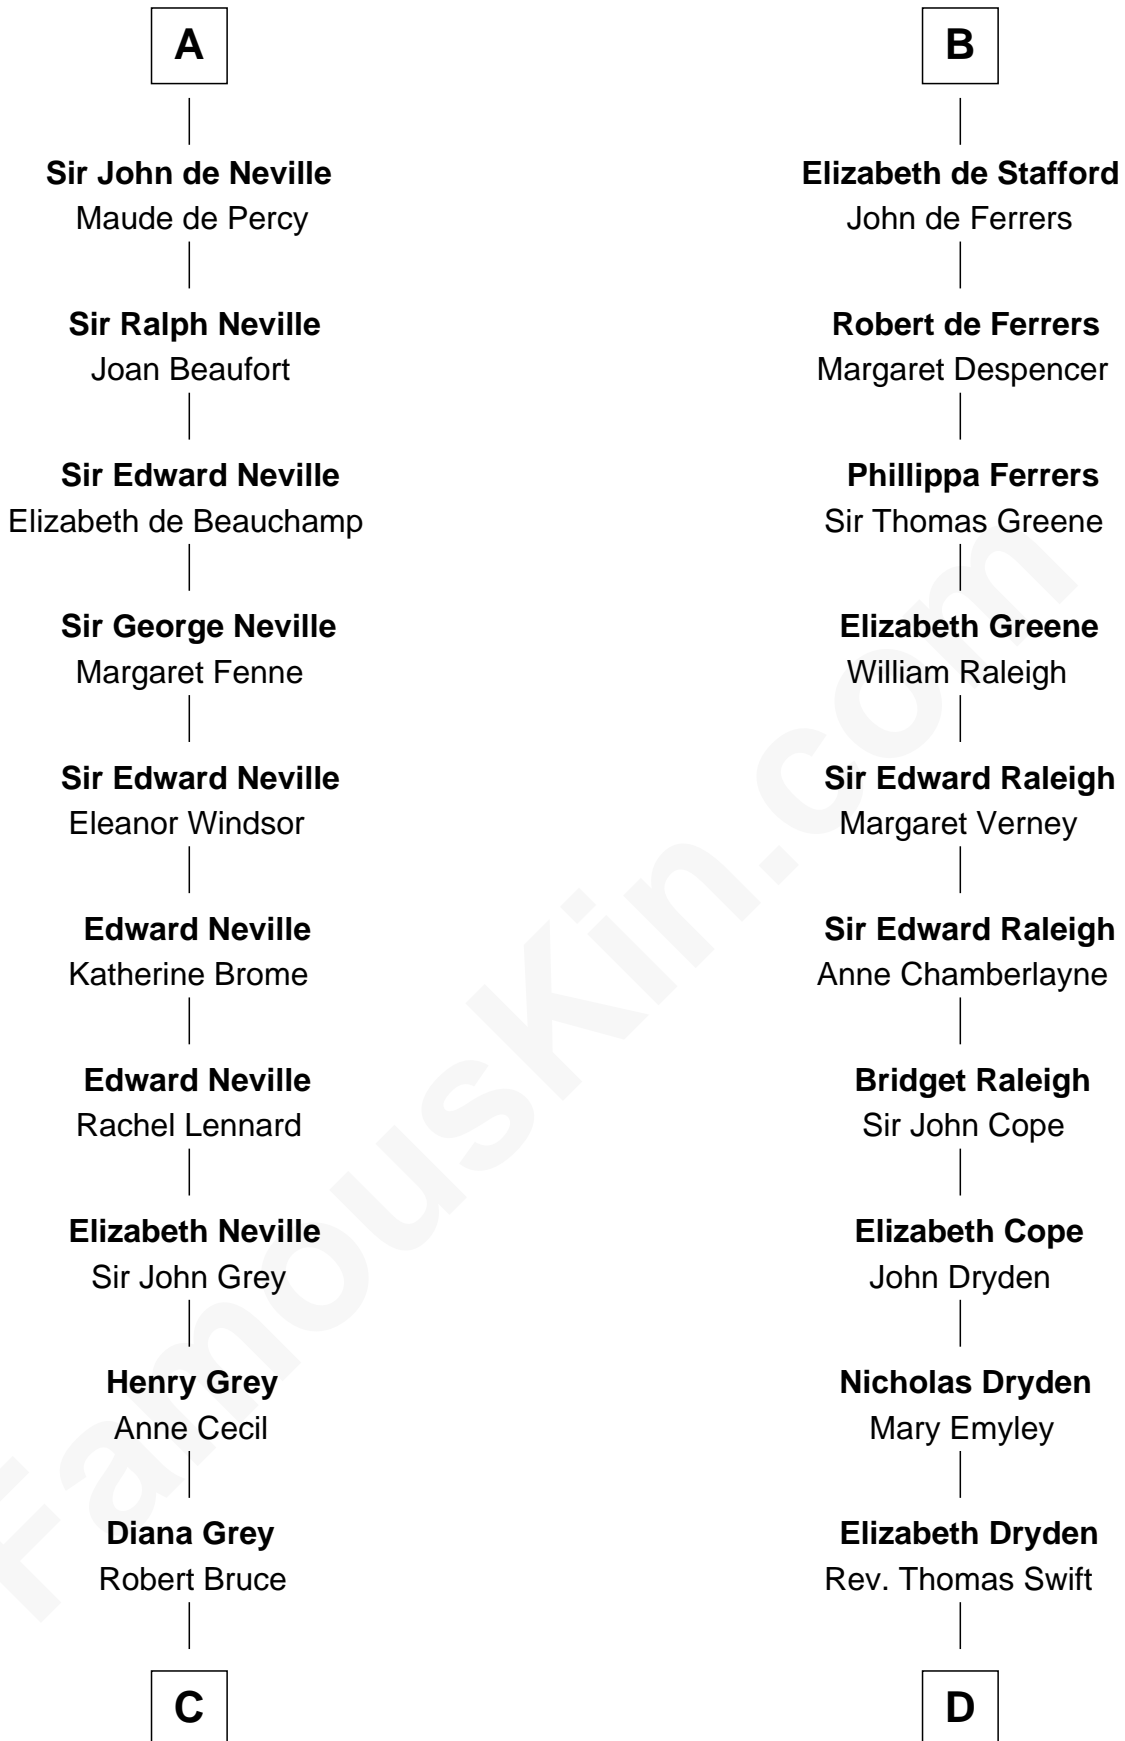 A
Sir John de Neville
Maude de Percy
Sir Ralph Neville
Joan Beaufort
Sir Edward Neville
Elizabeth de Beauchamp
Sir George Neville
Margaret Fenne
Sir Edward Neville
Eleanor Windsor
Edward Neville
Katherine Brome
Edward Neville
Rachel Lennard
Elizabeth Neville
Sir John Grey
Henry Grey
Anne Cecil
Diana Grey
Robert Bruce
C
B
Elizabeth de Stafford
John de Ferrers
Robert de Ferrers
Margaret Despencer
Phillippa Ferrers
Sir Thomas Greene
Elizabeth Greene
William Raleigh
Sir Edward Raleigh
Margaret Verney
Sir Edward Raleigh
Anne Chamberlayne
Bridget Raleigh
Sir John Cope
Elizabeth Cope
John Dryden
Nicholas Dryden
Mary Emyley
Elizabeth Dryden
Rev. Thomas Swift
D
FamousKin.com